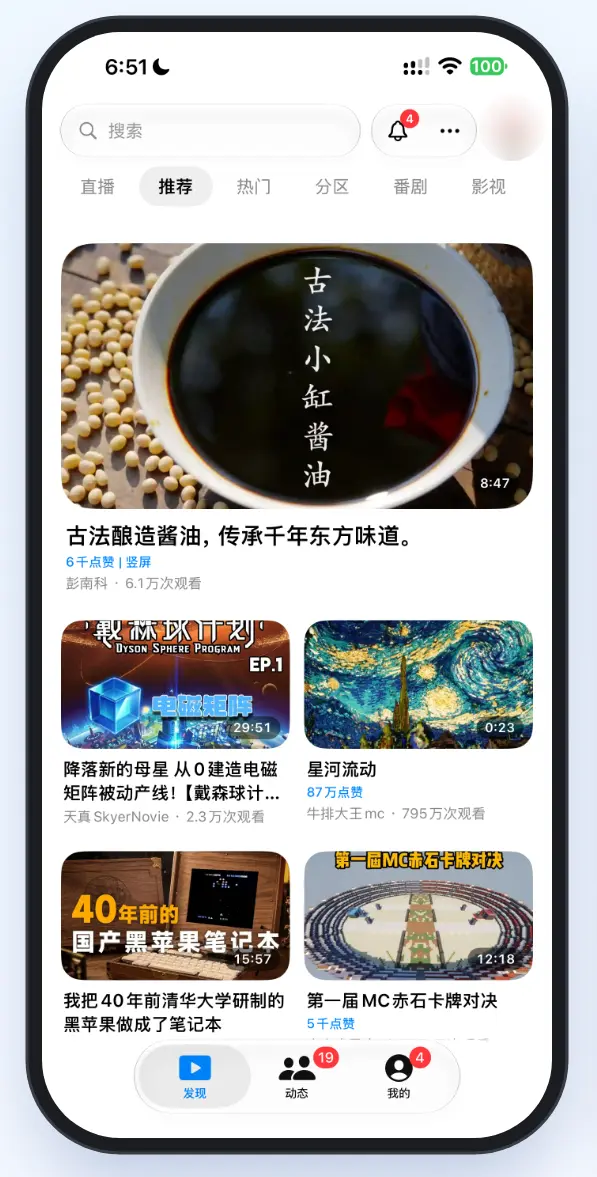 6:51
100
搜索
4
直播 推荐 热门 分区 番剧 影视
古法小缸酱油
8:47
古法酿造酱油，传承千年东方味道。
6千点赞 | 竖屏
彭南科 · 6.1万次观看
戴森球计划
DYSON SPHERE PROGRAM
EP.1
电磁矩阵
29:51
降落新的母星 从0建造电磁
矩阵被动产线！【戴森球计...
天真SkyerNovie · 2.3万次观看
0:23
星河流动
87万点赞
牛排大王mc · 795万次观看
40年前的
国产黑苹果笔记本
15:57
我把40年前清华大学研制的
黑苹果做成了笔记本
第一届MC赤石卡牌对决
12:18
第一届MC赤石卡牌对决
5千点赞
发现
19
动态
4
我的